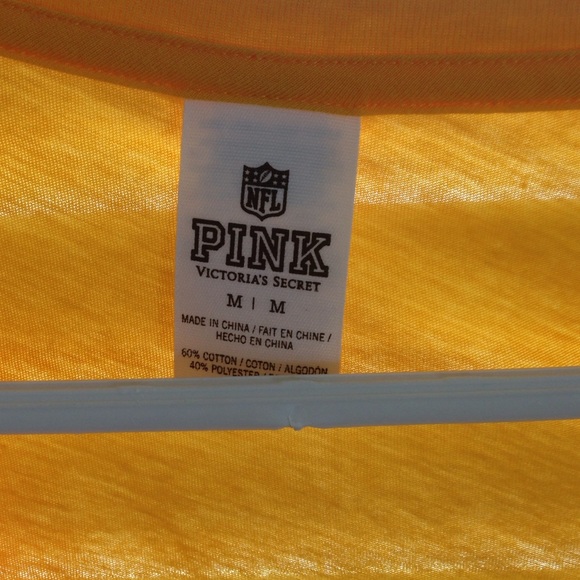 NFL
PINK
VICTORIA'S SECRET
M | M
MADE IN CHINA / FAIT EN CHINE /
HECHO EN CHINA
60% COTTON / COTON / ALGODÓN
40% POLYESTER /